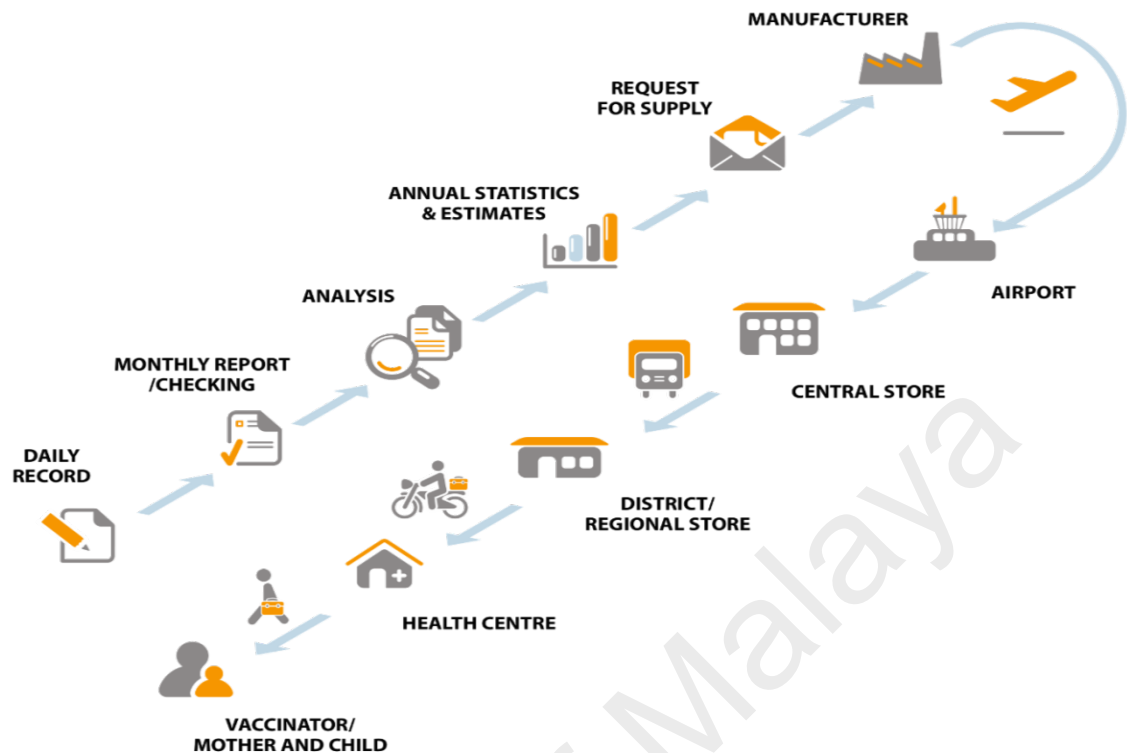 MANUFACTURER
REQUEST
FOR SUPPLY
ANNUAL STATISTICS
& ESTIMATES
ANALYSIS
MONTHLY REPORT
/CHECKING
DAILY
RECORD
AIRPORT
CENTRAL STORE
DISTRICT/
REGIONAL STORE
HEALTH CENTRE
VACCINATOR/
MOTHER AND CHILD
Malaya